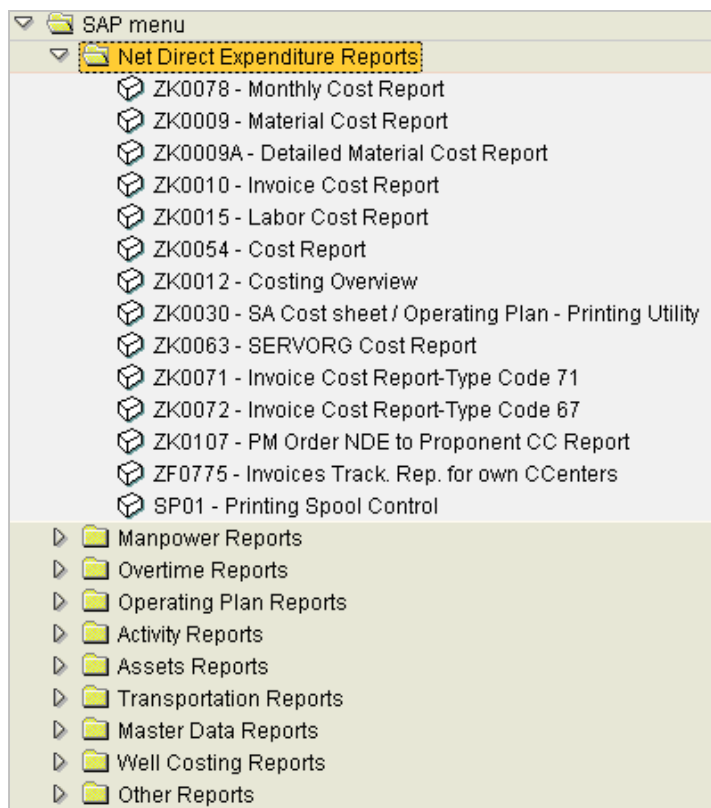 SAP menu
Net Direct Expenditure Reports
ZK0078 - Monthly Cost Report
ZK0009 - Material Cost Report
ZK0009A - Detailed Material Cost Report
ZK0010 - Invoice Cost Report
ZK0015 - Labor Cost Report
ZK0054 - Cost Report
ZK0012 - Costing Overview
ZK0030 - SA Cost sheet / Operating Plan - Printing Utility
ZK0063 - SERVORG Cost Report
ZK0071 - Invoice Cost Report-Type Code 71
ZK0072 - Invoice Cost Report-Type Code 67
ZK0107 - PM Order NDE to Proponent CC Report
ZF0775 - Invoices Track. Rep. for own CCenters
SP01 - Printing Spool Control
Manpower Reports
Overtime Reports
Operating Plan Reports
Activity Reports
Assets Reports
Transportation Reports
Master Data Reports
Well Costing Reports
Other Reports